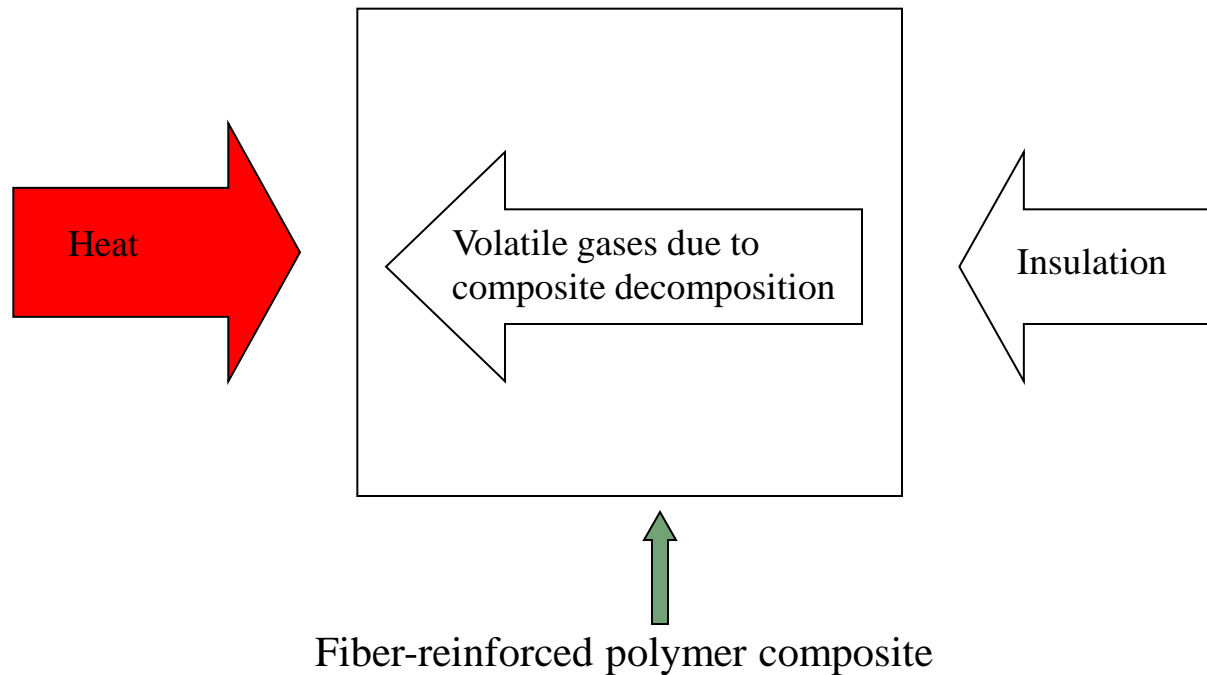 Heat
Volatile gases due to
composite decomposition
Insulation
Fiber-reinforced polymer composite